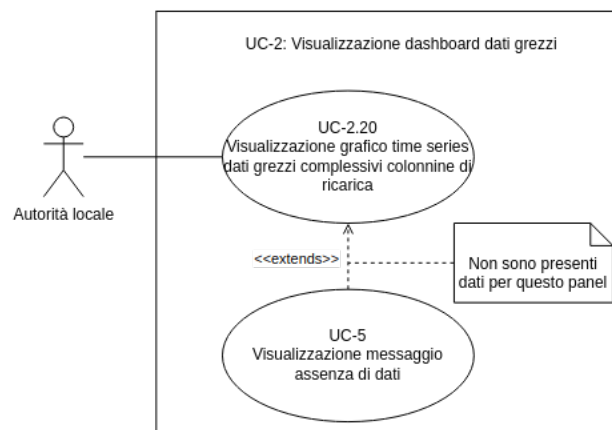 UC-2: Visualizzazione dashboard dati grezzi
UC-2.20
Visualizzazione grafico time series
dati grezzi complessivi colonnine di
ricarica
Autorità locale
<<extends>>
Non sono presenti
dati per questo panel
UC-5
Visualizzazione messaggio
assenza di dati